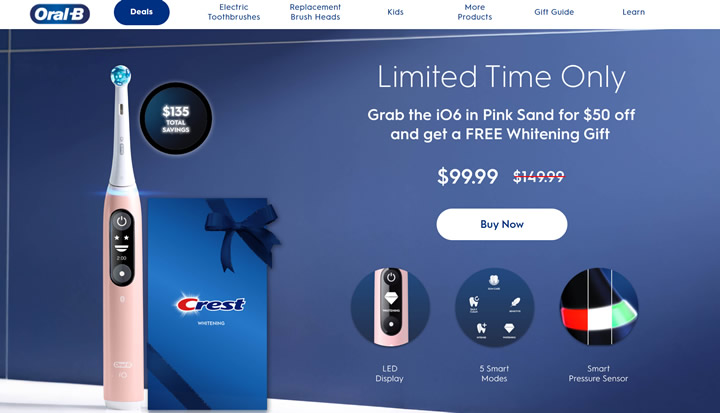 Oral-B
Deals
Electric
Toothbrushes
Replacement
Brush Heads
Kids
More
Products
Gift Guide
Learn
Limited Time Only
Grab the iO6 in Pink Sand for $50 off
and get a FREE Whitening Gift
$135
TOTAL
SAVINGS
$99.99 $149.99
Buy Now
2:00
Crest
WHITENING
Oral-B
iO
LED
Display
5 Smart
Modes
Smart
Pressure Sensor